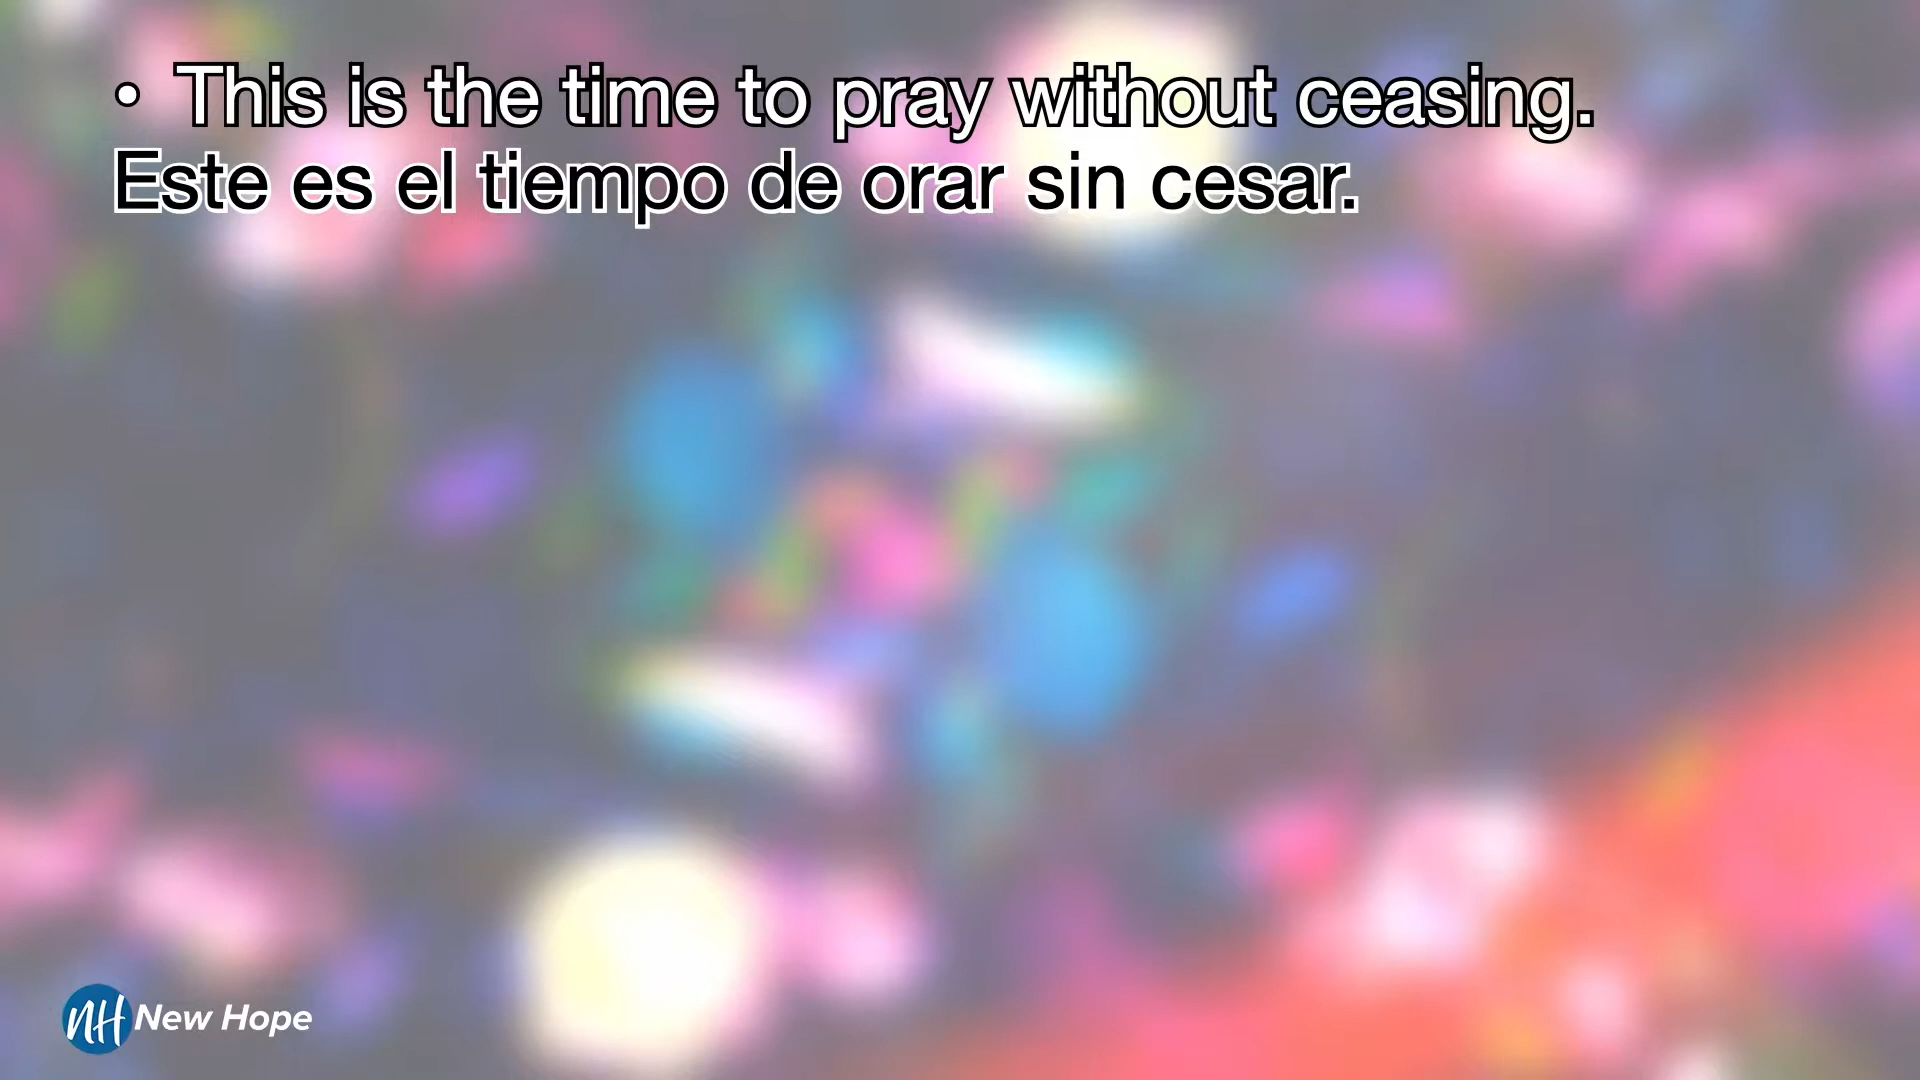 • This is the time to pray without ceasing.
Este es el tiempo de orar sin cesar.
NH New Hope